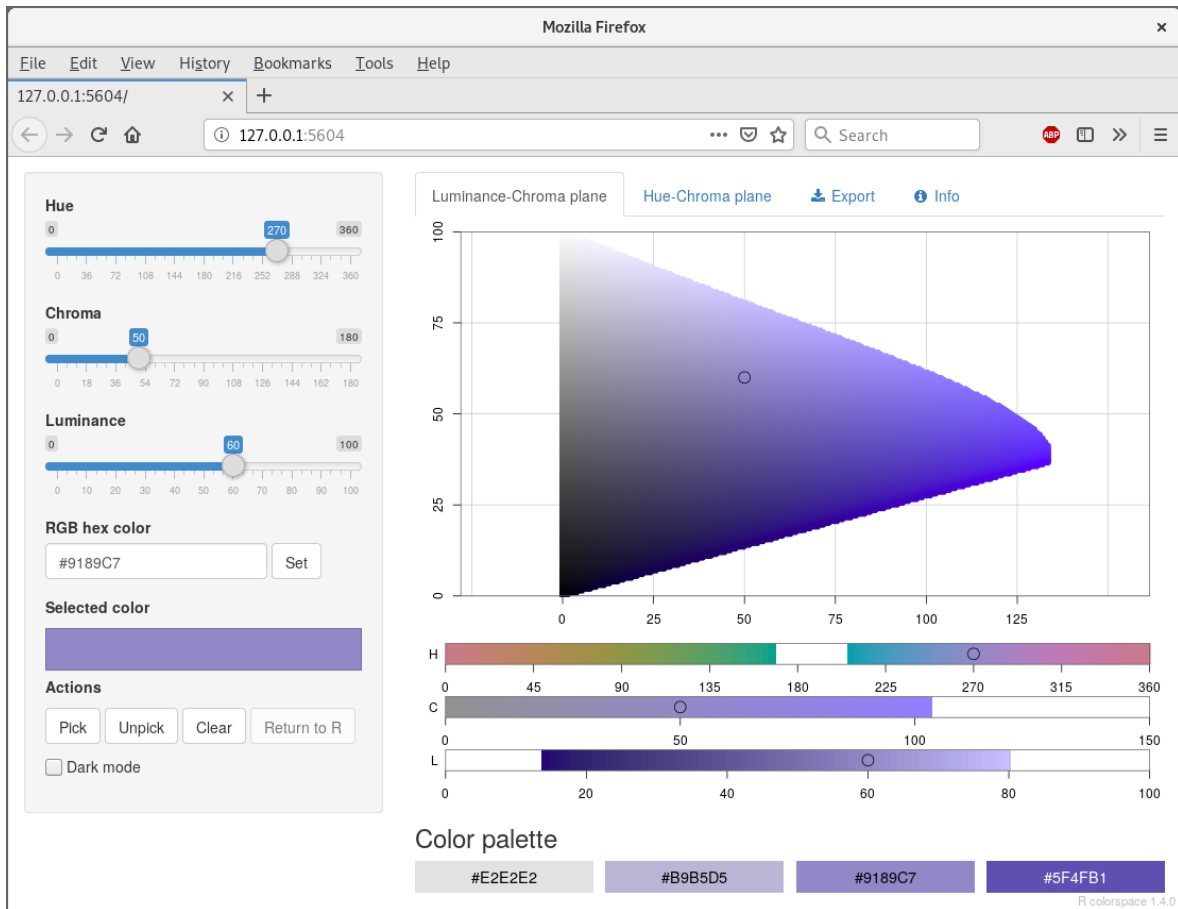 Mozilla Firefox ×
File Edit View History Bookmarks Tools Help
127.0.0.1:5604/ × +
127.0.0.1:5604 ••• Search ABP
Hue
0 270 360
0 36 72 108 144 180 216 252 288 324 360
Chroma
0 50 180
0 18 36 54 72 90 108 126 144 162 180
Luminance
0 60 100
0 10 20 30 40 50 60 70 80 90 100
RGB hex color
#9189C7 Set
Selected color
Actions
Pick Unpick Clear Return to R
Dark mode
Luminance-Chroma plane Hue-Chroma plane Export Info
100
75
50
25
0
0 25 50 75 100 125
H
0 45 90 135 180 225 270 315 360
C
0 50 100 150
L
0 20 40 60 80 100
Color palette
#E2E2E2 #B9B5D5 #9189C7 #5F4FB1
R colorspace 1.4.0